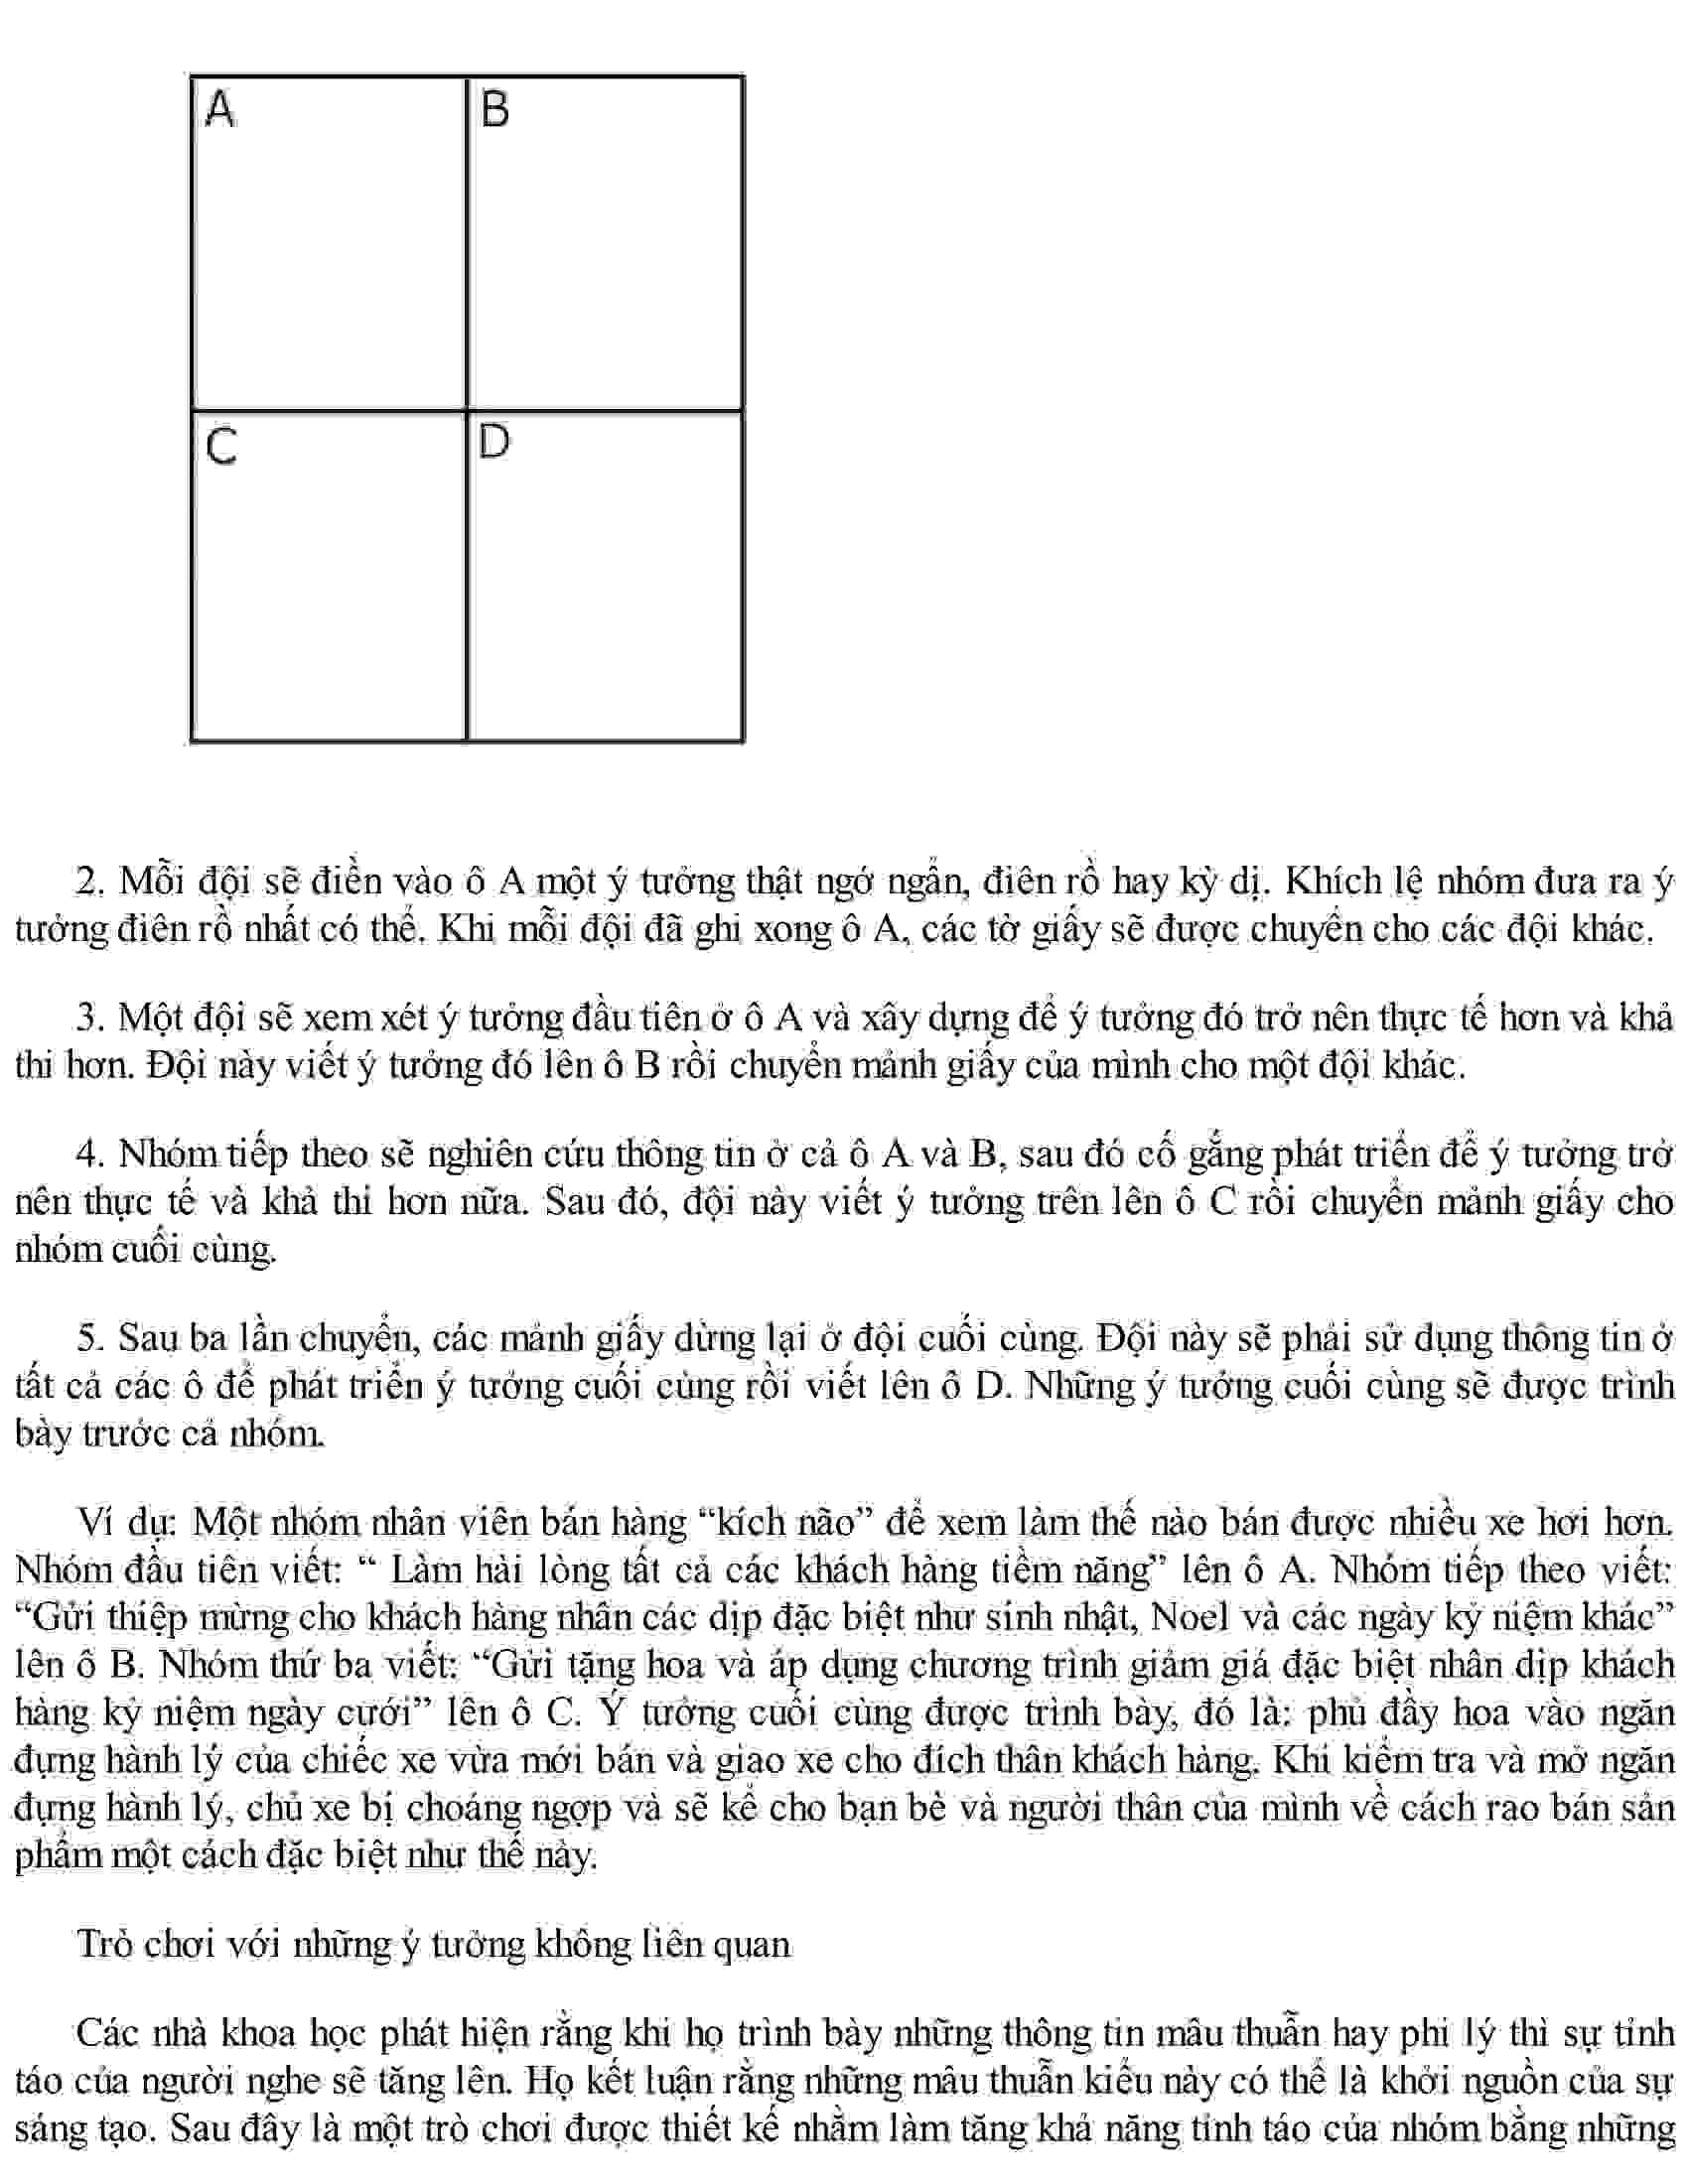 A
B
C
D
2. Mỗi đội sẽ điền vào ô A một ý tưởng thật ngớ ngẩn, điên rồ hay kỳ dị. Khích lệ nhóm đưa ra ý
tưởng điên rồ nhất có thể. Khi mỗi đội đã ghi xong ô A, các tờ giấy sẽ được chuyển cho các đội khác.
3. Một đội sẽ xem xét ý tưởng đầu tiên ở ô A và xây dựng để ý tưởng đó trở nên thực tế hơn và khả
thi hơn. Đội này viết ý tưởng đó lên ô B rồi chuyển mảnh giấy của mình cho một đội khác.
4. Nhóm tiếp theo sẽ nghiên cứu thông tin ở cả ô A và B, sau đó cố gắng phát triển để ý tưởng trở
nên thực tế và khả thi hơn nữa. Sau đó, đội này viết ý tưởng trên lên ô C rồi chuyển mảnh giấy cho
nhóm cuối cùng.
5. Sau ba lần chuyển, các mảnh giấy dừng lại ở đội cuối cùng. Đội này sẽ phải sử dụng thông tin ở
tất cả các ô để phát triển ý tưởng cuối cùng rồi viết lên ô D. Những ý tưởng cuối cùng sẽ được trình
bày trước cả nhóm.
Ví dụ: Một nhóm nhân viên bán hàng “kích não” để xem làm thế nào bán được nhiều xe hơi hơn.
Nhóm đầu tiên viết: “ Làm hài lòng tất cả các khách hàng tiềm năng” lên ô A. Nhóm tiếp theo viết:
“Gửi thiệp mừng cho khách hàng nhân các dịp đặc biệt như sinh nhật, Noel và các ngày kỷ niệm khác”
lên ô B. Nhóm thứ ba viết: “Gửi tặng hoa và áp dụng chương trình giảm giá đặc biệt nhân dịp khách
hàng kỷ niệm ngày cưới” lên ô C. Ý tưởng cuối cùng được trình bày, đó là: phủ đầy hoa vào ngăn
đựng hành lý của chiếc xe vừa mới bán và giao xe cho đích thân khách hàng. Khi kiểm tra và mở ngăn
đựng hành lý, chủ xe bị choáng ngợp và sẽ kể cho bạn bè và người thân của mình về cách rao bán sản
phẩm một cách đặc biệt như thế này.
Trò chơi với những ý tưởng không liên quan
Các nhà khoa học phát hiện rằng khi họ trình bày những thông tin mâu thuẫn hay phi lý thì sự tỉnh
táo của người nghe sẽ tăng lên. Họ kết luận rằng những mâu thuẫn kiểu này có thể là khởi nguồn của sự
sáng tạo. Sau đây là một trò chơi được thiết kế nhằm làm tăng khả năng tỉnh táo của nhóm bằng những